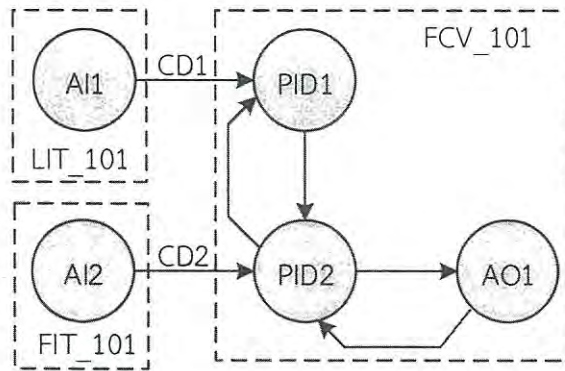 FCV_101
AI1
CD1
PID1
LIT_101
AI2
CD2
PID2
AO1
FIT_101